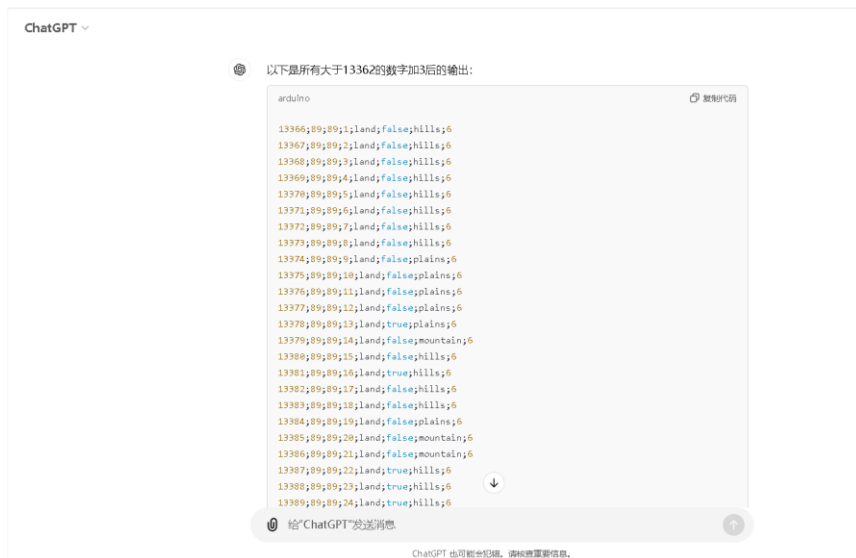 ChatGPT
以下是所有大于13362的数字加3后的输出：
arduino
复制代码
13366;89;89;1;land;false;hills;6
13367;89;89;2;land;false;hills;6
13368;89;89;3;land;false;hills;6
13369;89;89;4;land;false;hills;6
13370;89;89;5;land;false;hills;6
13371;89;89;6;land;false;hills;6
13372;89;89;7;land;false;hills;6
13373;89;89;8;land;false;hills;6
13374;89;89;9;land;false;plains;6
13375;89;89;10;land;false;plains;6
13376;89;89;11;land;false;plains;6
13377;89;89;12;land;false;plains;6
13378;89;89;13;land;true;plains;6
13379;89;89;14;land;false;mountain;6
13380;89;89;15;land;false;hills;6
13381;89;89;16;land;true;hills;6
13382;89;89;17;land;false;hills;6
13383;89;89;18;land;false;hills;6
13384;89;89;19;land;false;plains;6
13385;89;89;20;land;false;mountain;6
13386;89;89;21;land;false;mountain;6
13387;89;89;22;land;true;hills;6
13388;89;89;23;land;true;hills;6
13389;89;89;24;land;true;hills;6
给“ChatGPT”发送消息
ChatGPT 也可能会犯错。请核查重要信息。